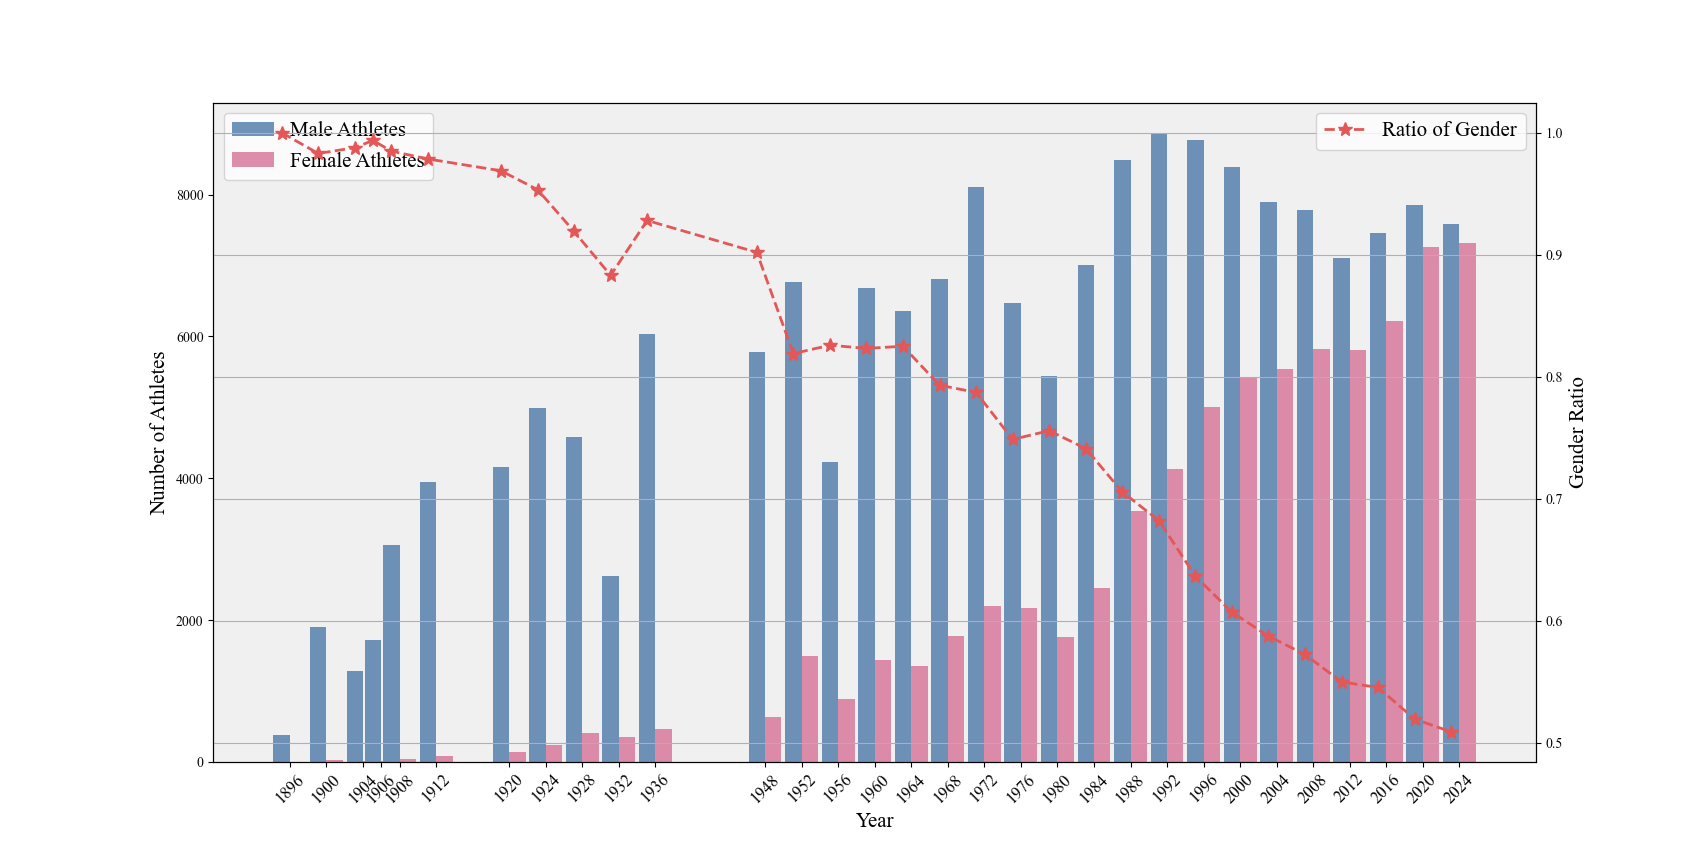 Male Athletes
Female Athletes
Ratio of Gender
8000
6000
4000
2000
0
Number of Athletes
1.0
0.9
0.8
0.7
0.6
0.5
Gender Ratio
1896 1900 1904 1906 1908 1912 1920 1924 1928 1932 1936 1948 1952 1956 1960 1964 1968 1972 1976 1980 1984 1988 1992 1996 2000 2004 2008 2012 2016 2020 2024
Year